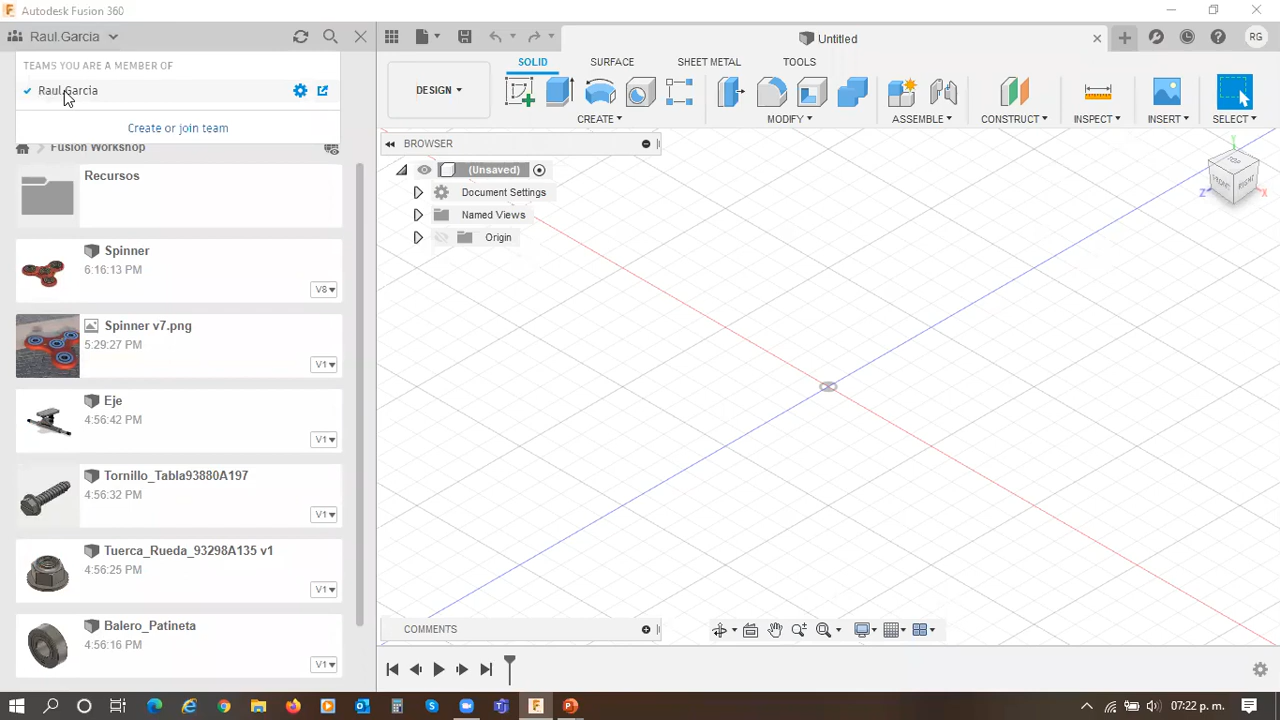 Autodesk Fusion 360
Raul.Garcia
Untitled
RG
TEAMS YOU ARE A MEMBER OF
Raul.Garcia
Create or join team
Fusion Workshop
Recursos
Spinner
6:16:13 PM
V8
Spinner v7.png
5:29:27 PM
V1
Eje
4:56:42 PM
V1
Tornillo_Tabla93880A197
4:56:32 PM
V1
Tuerca_Rueda_93298A135 v1
4:56:25 PM
V1
Balero_Patineta
4:56:16 PM
V1
SOLID SURFACE SHEET METAL TOOLS
DESIGN
CREATE MODIFY ASSEMBLE CONSTRUCT INSPECT INSERT SELECT
BROWSER
(Unsaved)
Document Settings
Named Views
Origin
Y
TOP
FRONT RIGHT
Z X
COMMENTS
07:22 p. m.